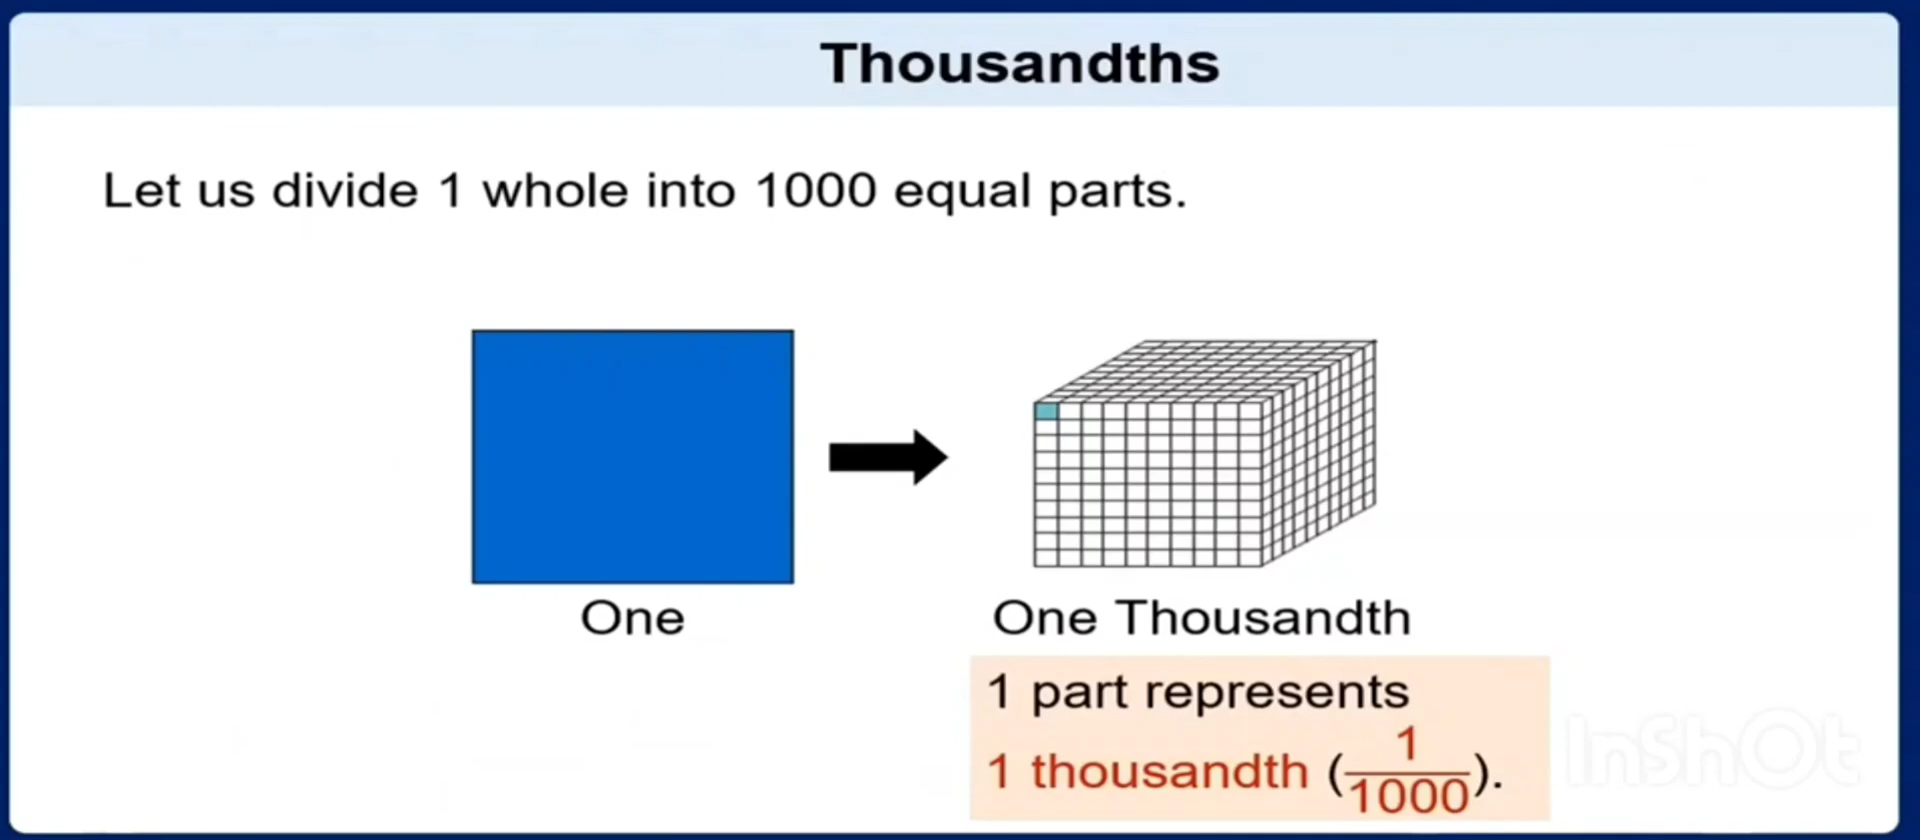 Thousandths
Let us divide 1 whole into 1000 equal parts.
One
One Thousandth
1 part represents
1 thousandth (1/1000).
InShOt